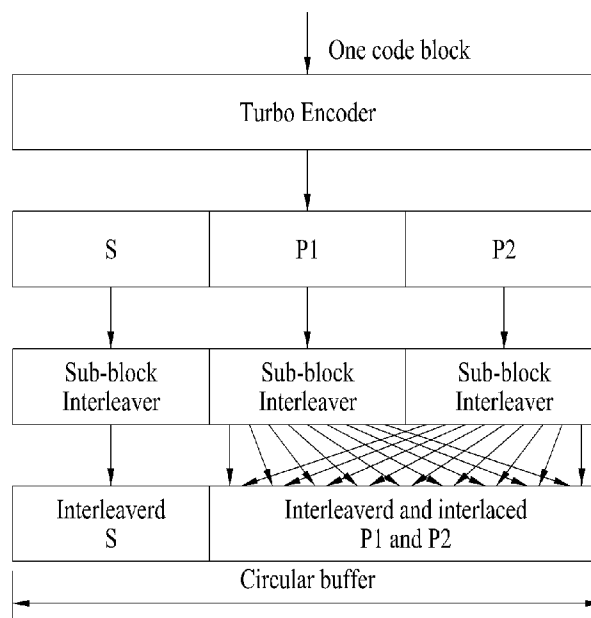 One code block
Turbo Encoder
S P1 P2
Sub-block Sub-block Sub-block
Interleaver Interleaver Interleaver
Interleaverd Interleaverd and interlaced
S P1 and P2
Circular buffer